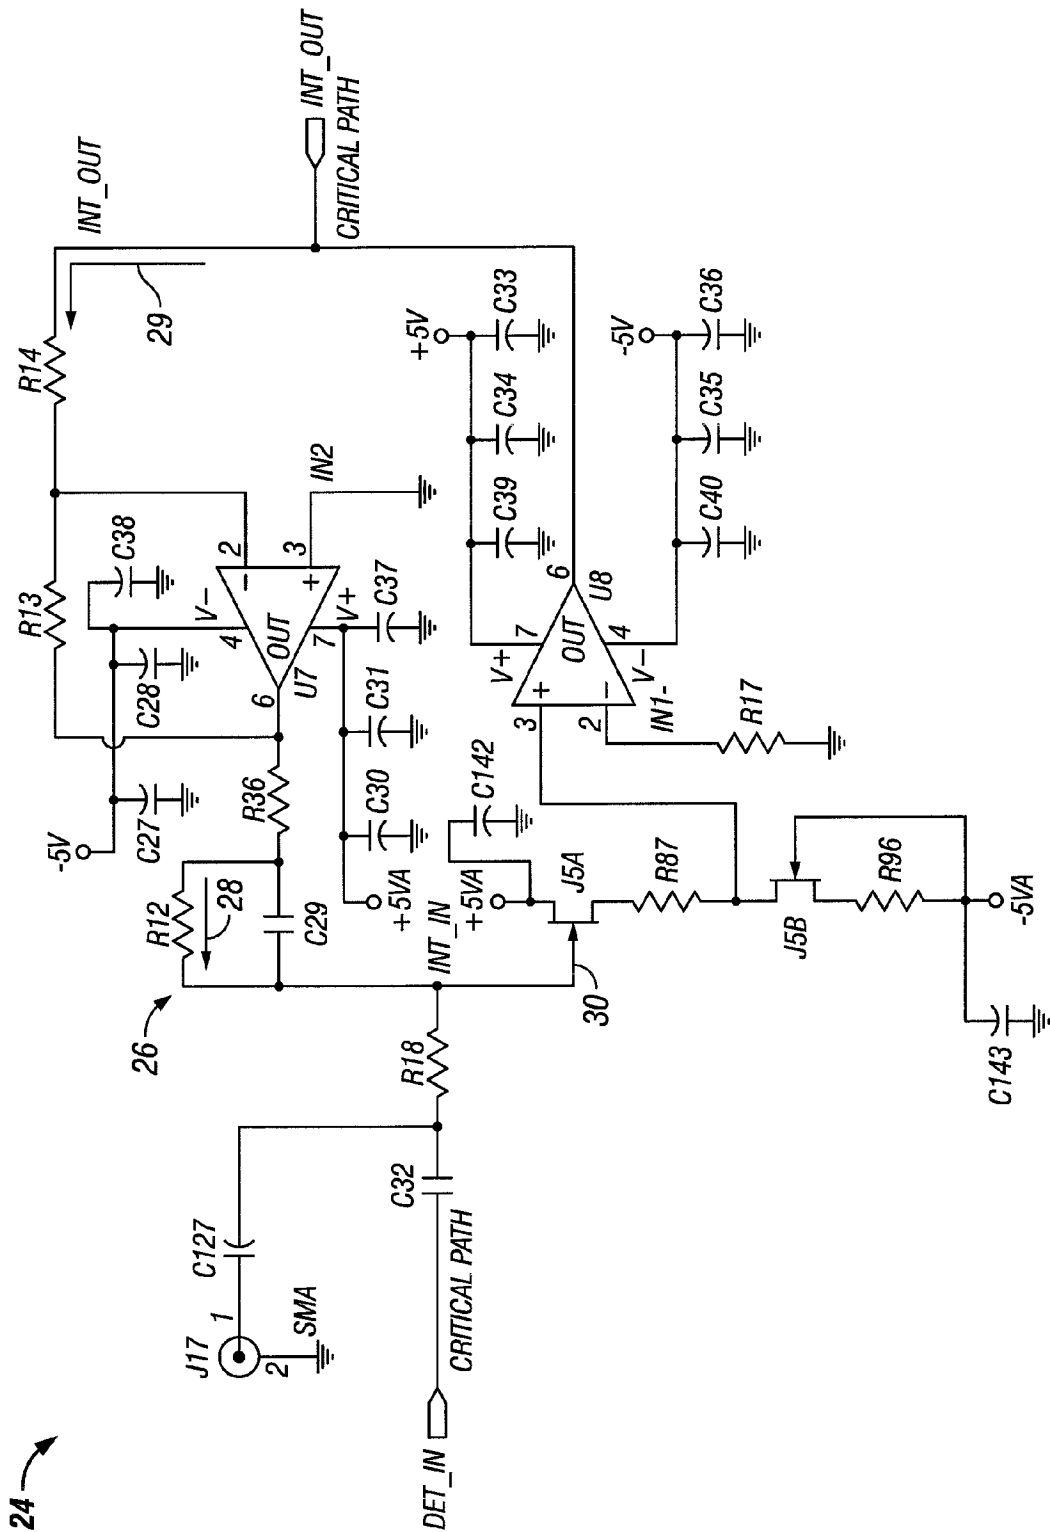 24
DET_IN
CRITICAL PATH
J17
1
2
SMA
C127
C32
R18
26
R12
28
C29
INT_IN
30
-5V
C27
C28
C38
R36
R13
R14
29
INT_OUT
V-
4
2
3
IN2
OUT
6
U7
7
V+
C37
C31
C30
+5VA
INT_OUT
CRITICAL PATH
+5VA
C142
J5A
R87
J5B
R96
-5VA
C143
3
2
IN1-
R17
V+
7
OUT
6
U8
4
V-
+5V
C39
C34
C33
-5V
C40
C35
C36